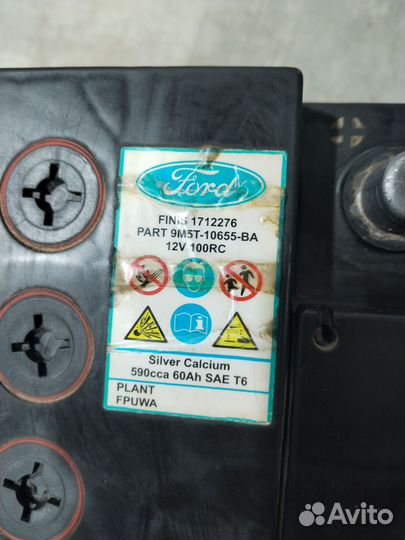 Ford
FINIS 1712276
PART 9M5T-10655-BA
12V 100RC
Silver Calcium
590cca 60Ah SAE T6
PLANT
FPUWA
Avito